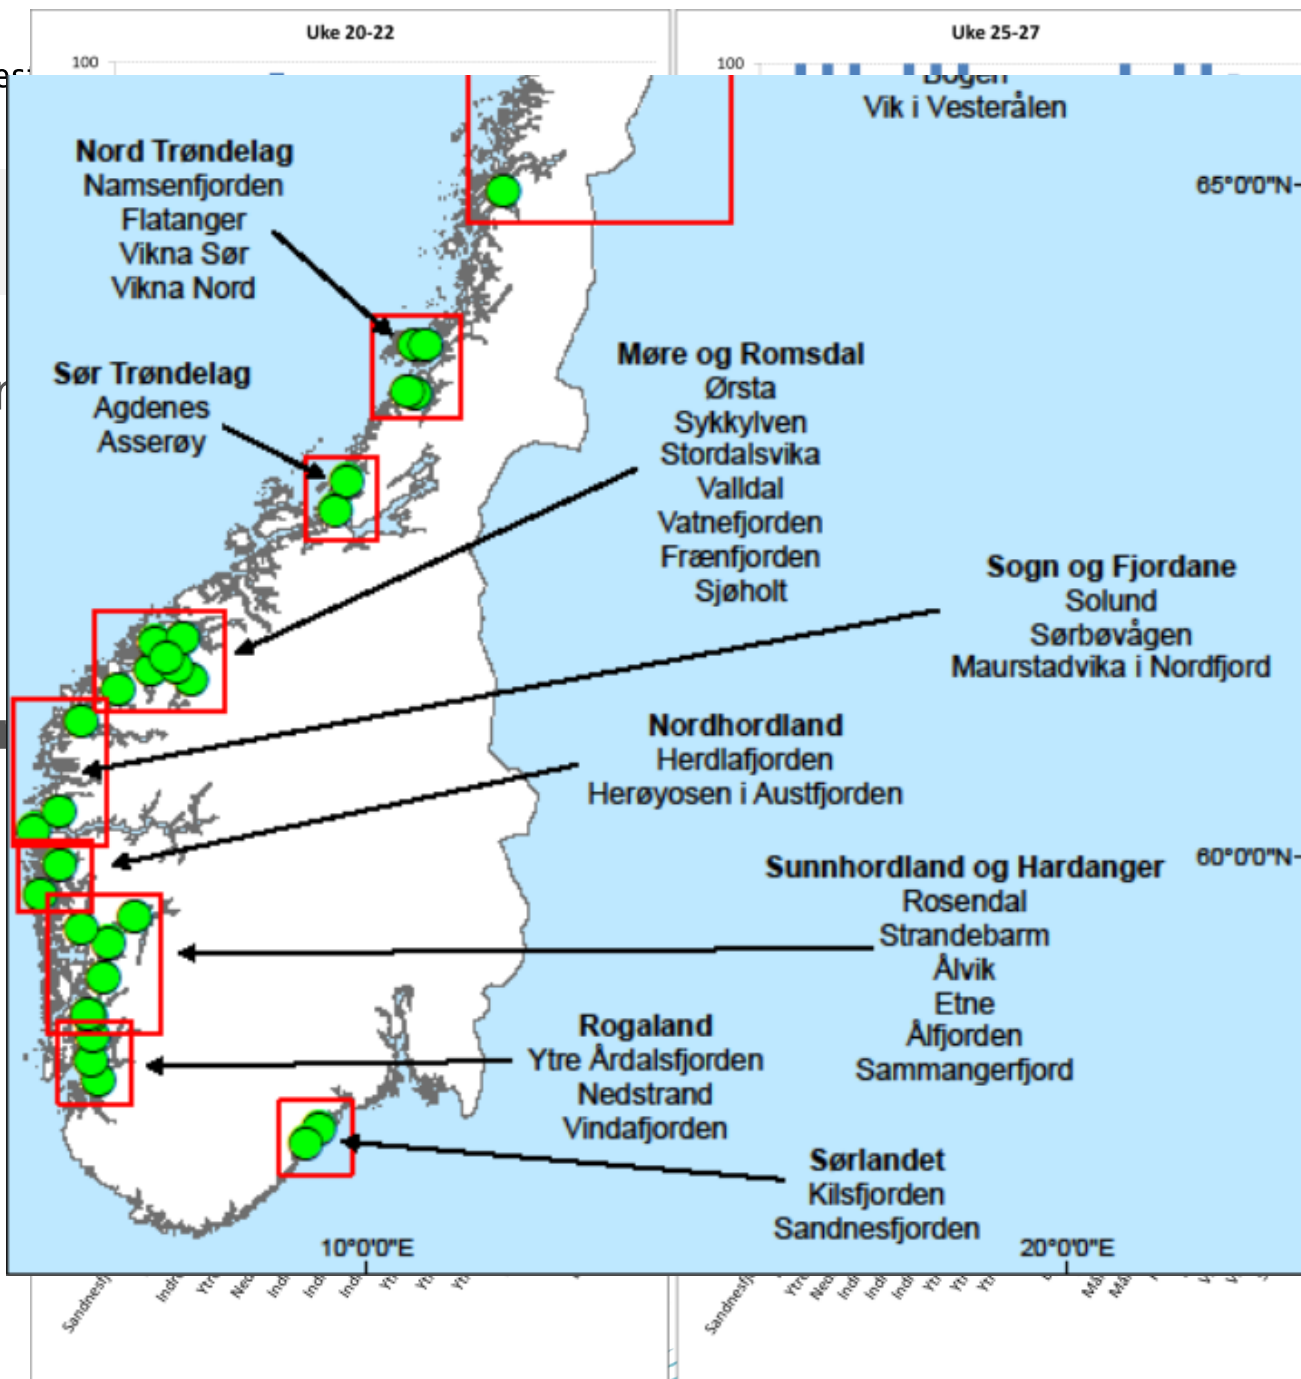 Uke 20-22
Uke 25-27
100
100
Bogen
Vik i Vesterålen
65°0'0"N
Nord Trøndelag
Namsenfjorden
Flatanger
Vikna Sør
Vikna Nord
Sør Trøndelag
Agdenes
Asserøy
Møre og Romsdal
Ørsta
Sykkylven
Stordalsvika
Valldal
Vatnefjorden
Frænfjorden
Sjøholt
Sogn og Fjordane
Solund
Sørbøvågen
Maurstadvika i Nordfjord
Nordhordland
Herdlafjorden
Herøyosen i Austfjorden
60°0'0"N
Sunnhordland og Hardanger
Rosendal
Strandebarm
Ålvik
Etne
Ålfjorden
Sammangerfjord
Rogaland
Ytre Årdalsfjorden
Nedstrand
Vindafjorden
Sørlandet
Kilsfjorden
Sandnesfjorden
10°0'0"E
20°0'0"E